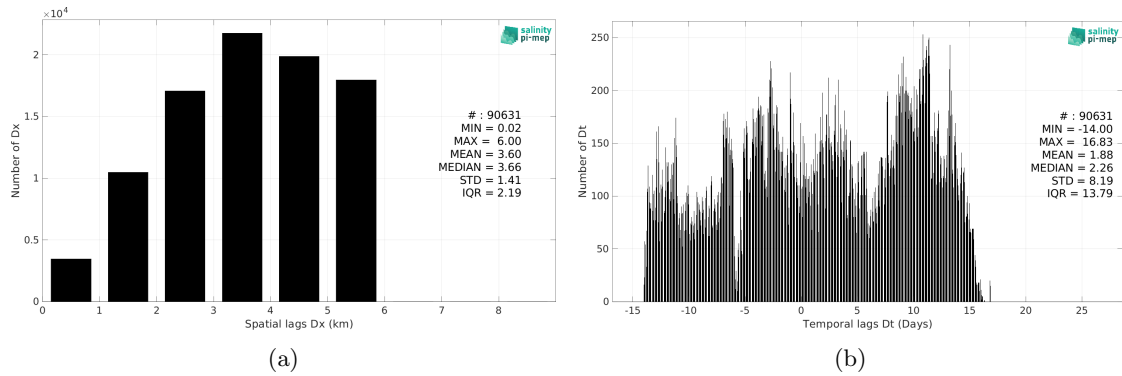 ×10⁴
salinity
pi-mep
2
1.5
1
0.5
0
Number of Dx
# : 90631
MIN = 0.02
MAX = 6.00
MEAN = 3.60
MEDIAN = 3.66
STD = 1.41
IQR = 2.19
0 1 2 3 4 5 6 7 8
Spatial lags Dx (km)
(a)
salinity
pi-mep
250
200
150
100
50
0
Number of Dt
# : 90631
MIN = -14.00
MAX = 16.83
MEAN = 1.88
MEDIAN = 2.26
STD = 8.19
IQR = 13.79
-15 -10 -5 0 5 10 15 20 25
Temporal lags Dt (Days)
(b)